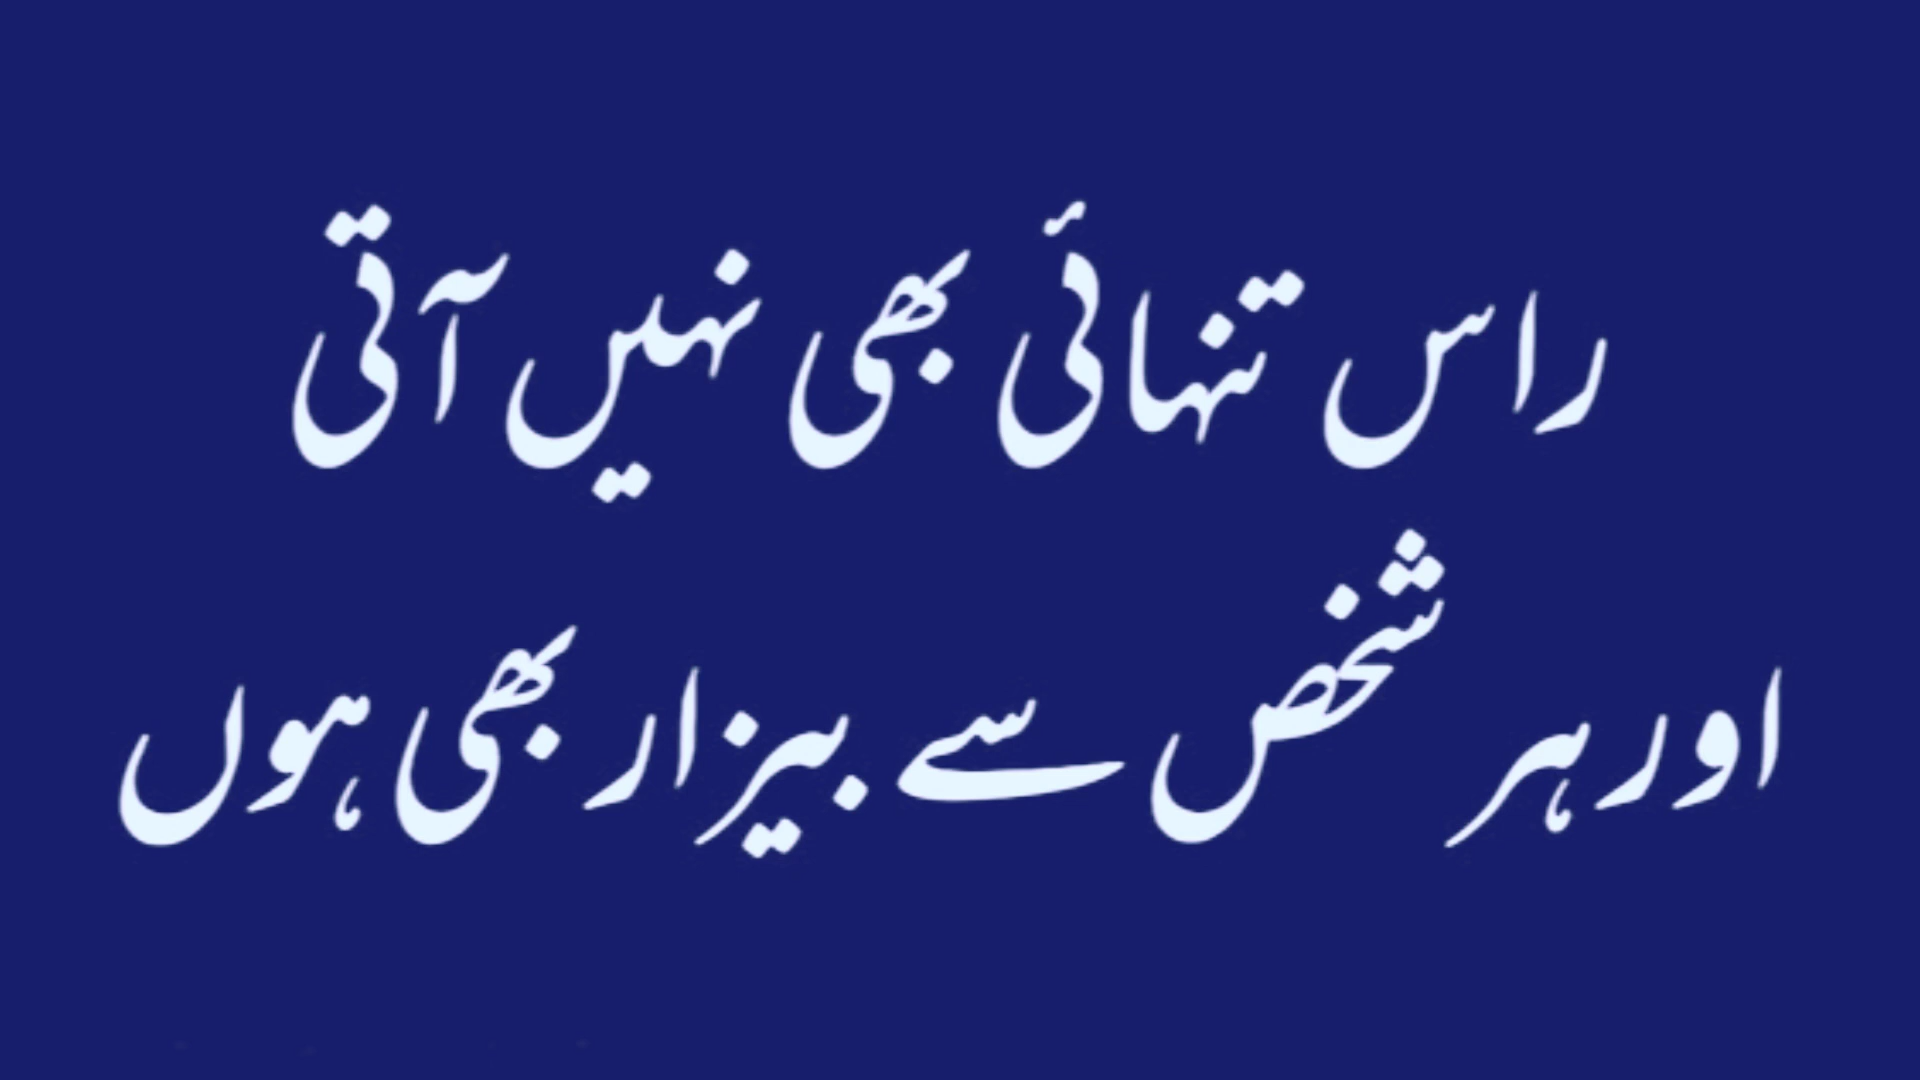 راس تنہائی بھی نہیں آتی
اور ہر شخص سے بیزار بھی ہوں